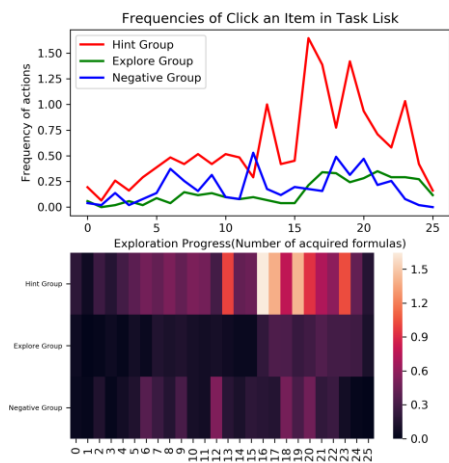 Frequencies of Click an Item in Task Lisk
Hint Group
Explore Group
Negative Group
Frequency of actions
1.50
1.25
1.00
0.75
0.50
0.25
0.00
0 5 10 15 20 25
Exploration Progress(Number of acquired formulas)
Hint Group
Explore Group
Negative Group
1.5
1.2
0.9
0.6
0.3
0.0
0 1 2 3 4 5 6 7 8 9 10 11 12 13 14 15 16 17 18 19 20 21 22 23 24 25